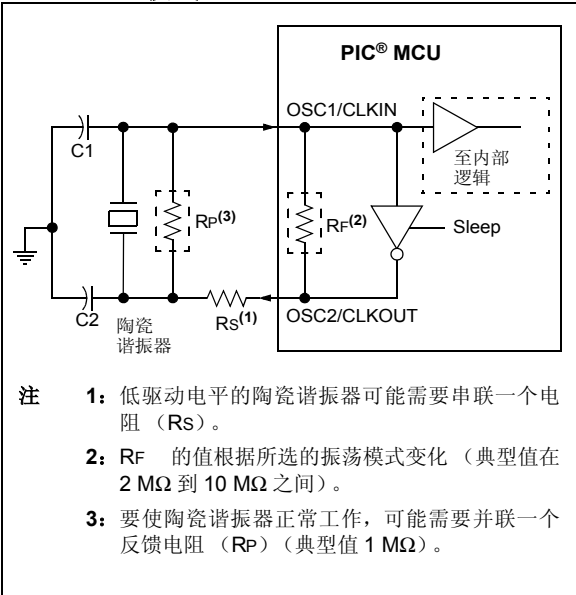 PIC® MCU
OSC1/CLKIN
C1
至内部
逻辑
RP(3)
RF(2)
Sleep
C2
陶瓷
谐振器
RS(1)
OSC2/CLKOUT
注 1：低驱动电平的陶瓷谐振器可能需要串联一个电
阻 （RS）。
2：RF 的值根据所选的振荡模式变化 （典型值在
2 MΩ 到 10 MΩ 之间）。
3：要使陶瓷谐振器正常工作，可能需要并联一个
反馈电阻 （RP）（典型值 1 MΩ）。